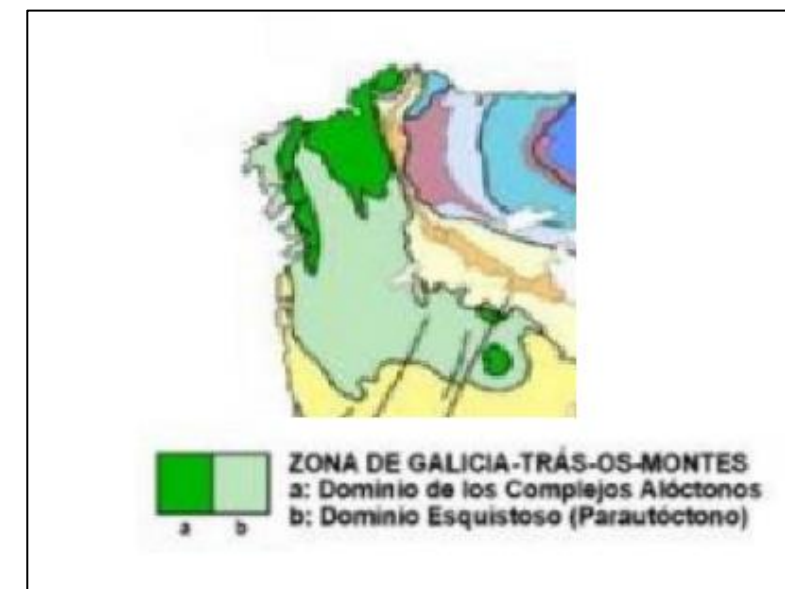 ZONA DE GALICIA-TRÁS-OS-MONTES
a: Dominio de los Complejos Alóctonos
b: Dominio Esquistoso (Parautóctono)
a b